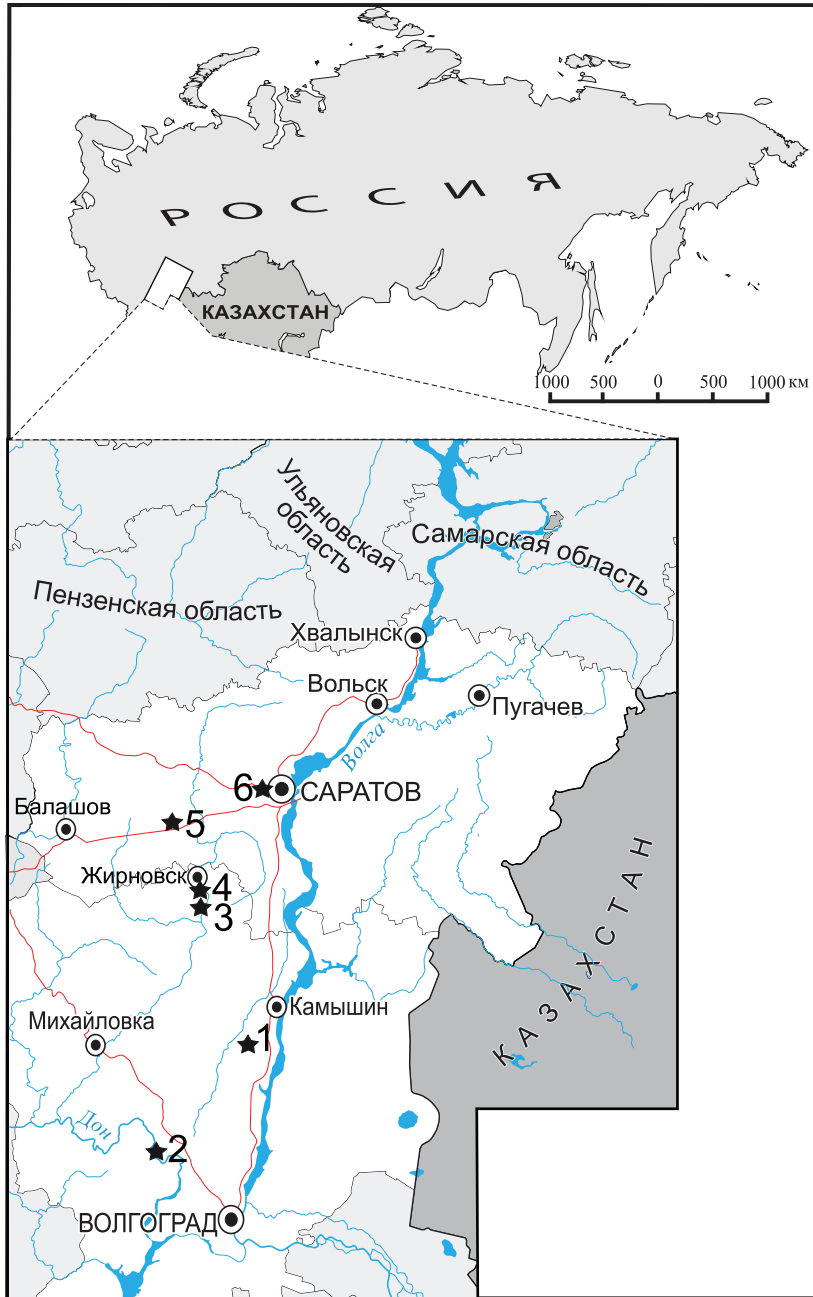 РОССИЯ
КАЗАХСТАН
1000 500 0 500 1000 км
Ульяновская
область
Самарская область
Пензенская область
Хвалынск
Вольск
Пугачев
Волга
6
САРАТОВ
Балашов
5
Жирновск
4
3
КАЗАХСТАН
Камышин
Михайловка
1
Дон
2
ВОЛГОГРАД